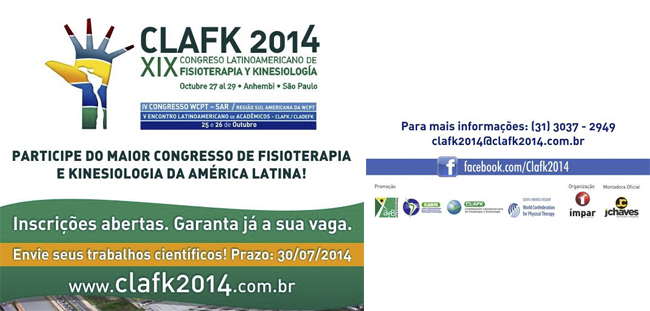 CLAFK 2014
XIX CONGRESO LATINOAMERICANO DE
FISIOTERAPIA Y KINESIOLOGÍA
Octubre 27 al 29 • Anhembi • São Paulo
IV CONGRESSO WCPT – SAR / REGIÃO SUL AMERICANA DA WCPT
V ENCONTRO LATINOAMERICANO DE ACADÊMICOS - CLAFK / CLADEFK
25 e 26 de Outubro
PARTICIPE DO MAIOR CONGRESSO DE FISIOTERAPIA
E KINESIOLOGIA DA AMÉRICA LATINA!
Inscrições abertas. Garanta já a sua vaga.
Envie seus trabalhos científicos! Prazo: 30/07/2014
www.clafk2014.com.br
Para mais informações: (31) 3037 - 2949
clafk2014@clafk2014.com.br
f facebook.com/Clafk2014
Promoção
Organização
Montadora Oficial
CLAFK
World Confederation
for Physical Therapy
ímpar
jchaves